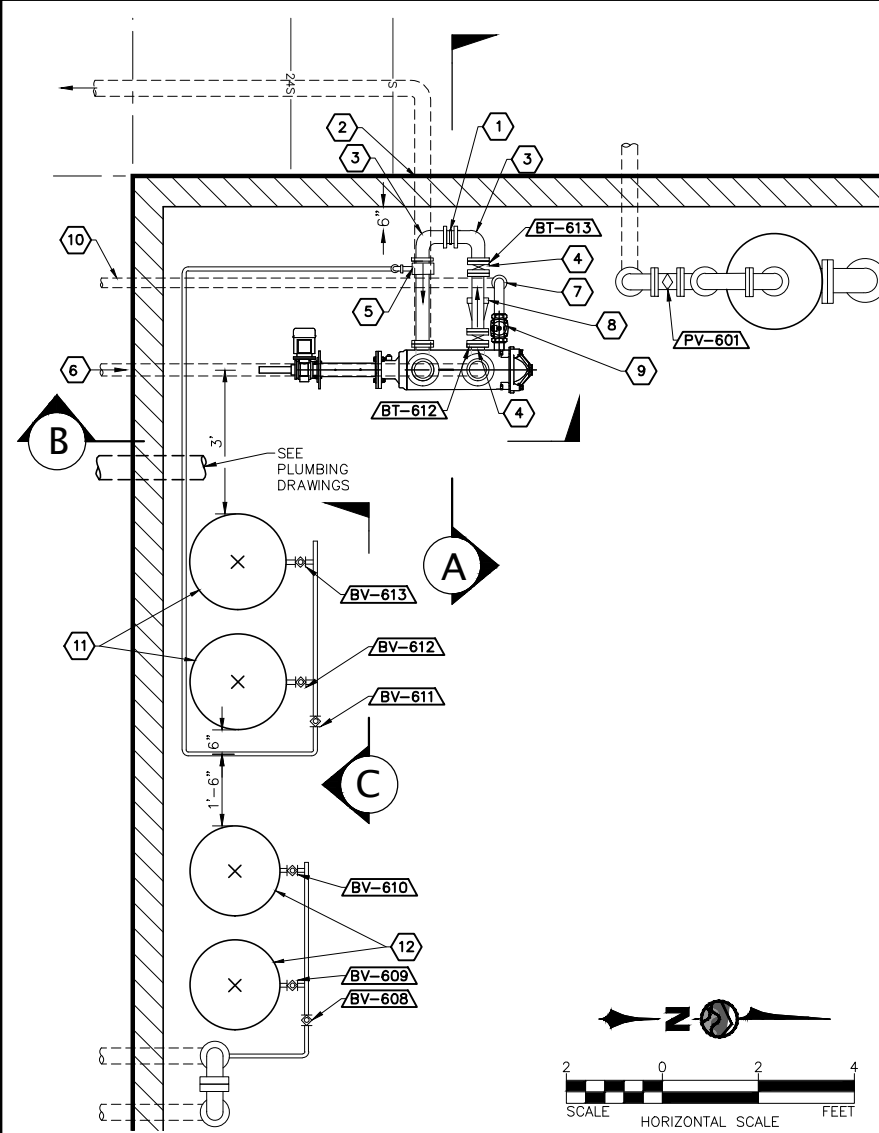 24S
S
2
1
3
3
6"
BT-613
10
4
7
5
8
PV-601
6
9
BT-612
4
B
3'
SEE
PLUMBING
DRAWINGS
A
BV-613
11
BV-612
BV-611
6"
C
1'-6"
BV-610
12
BV-609
BV-608
N
2 0 2 4
SCALE HORIZONTAL SCALE FEET